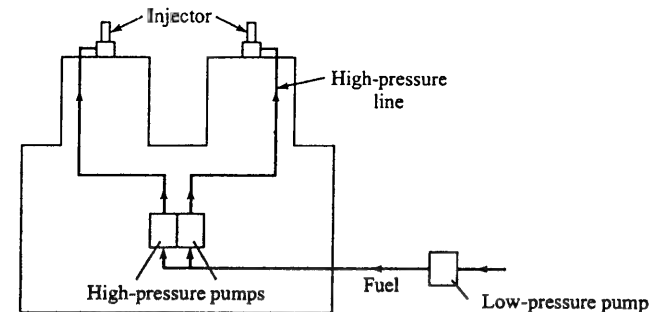 Injector
High-pressure
line
High-pressure pumps
Fuel
Low-pressure pump